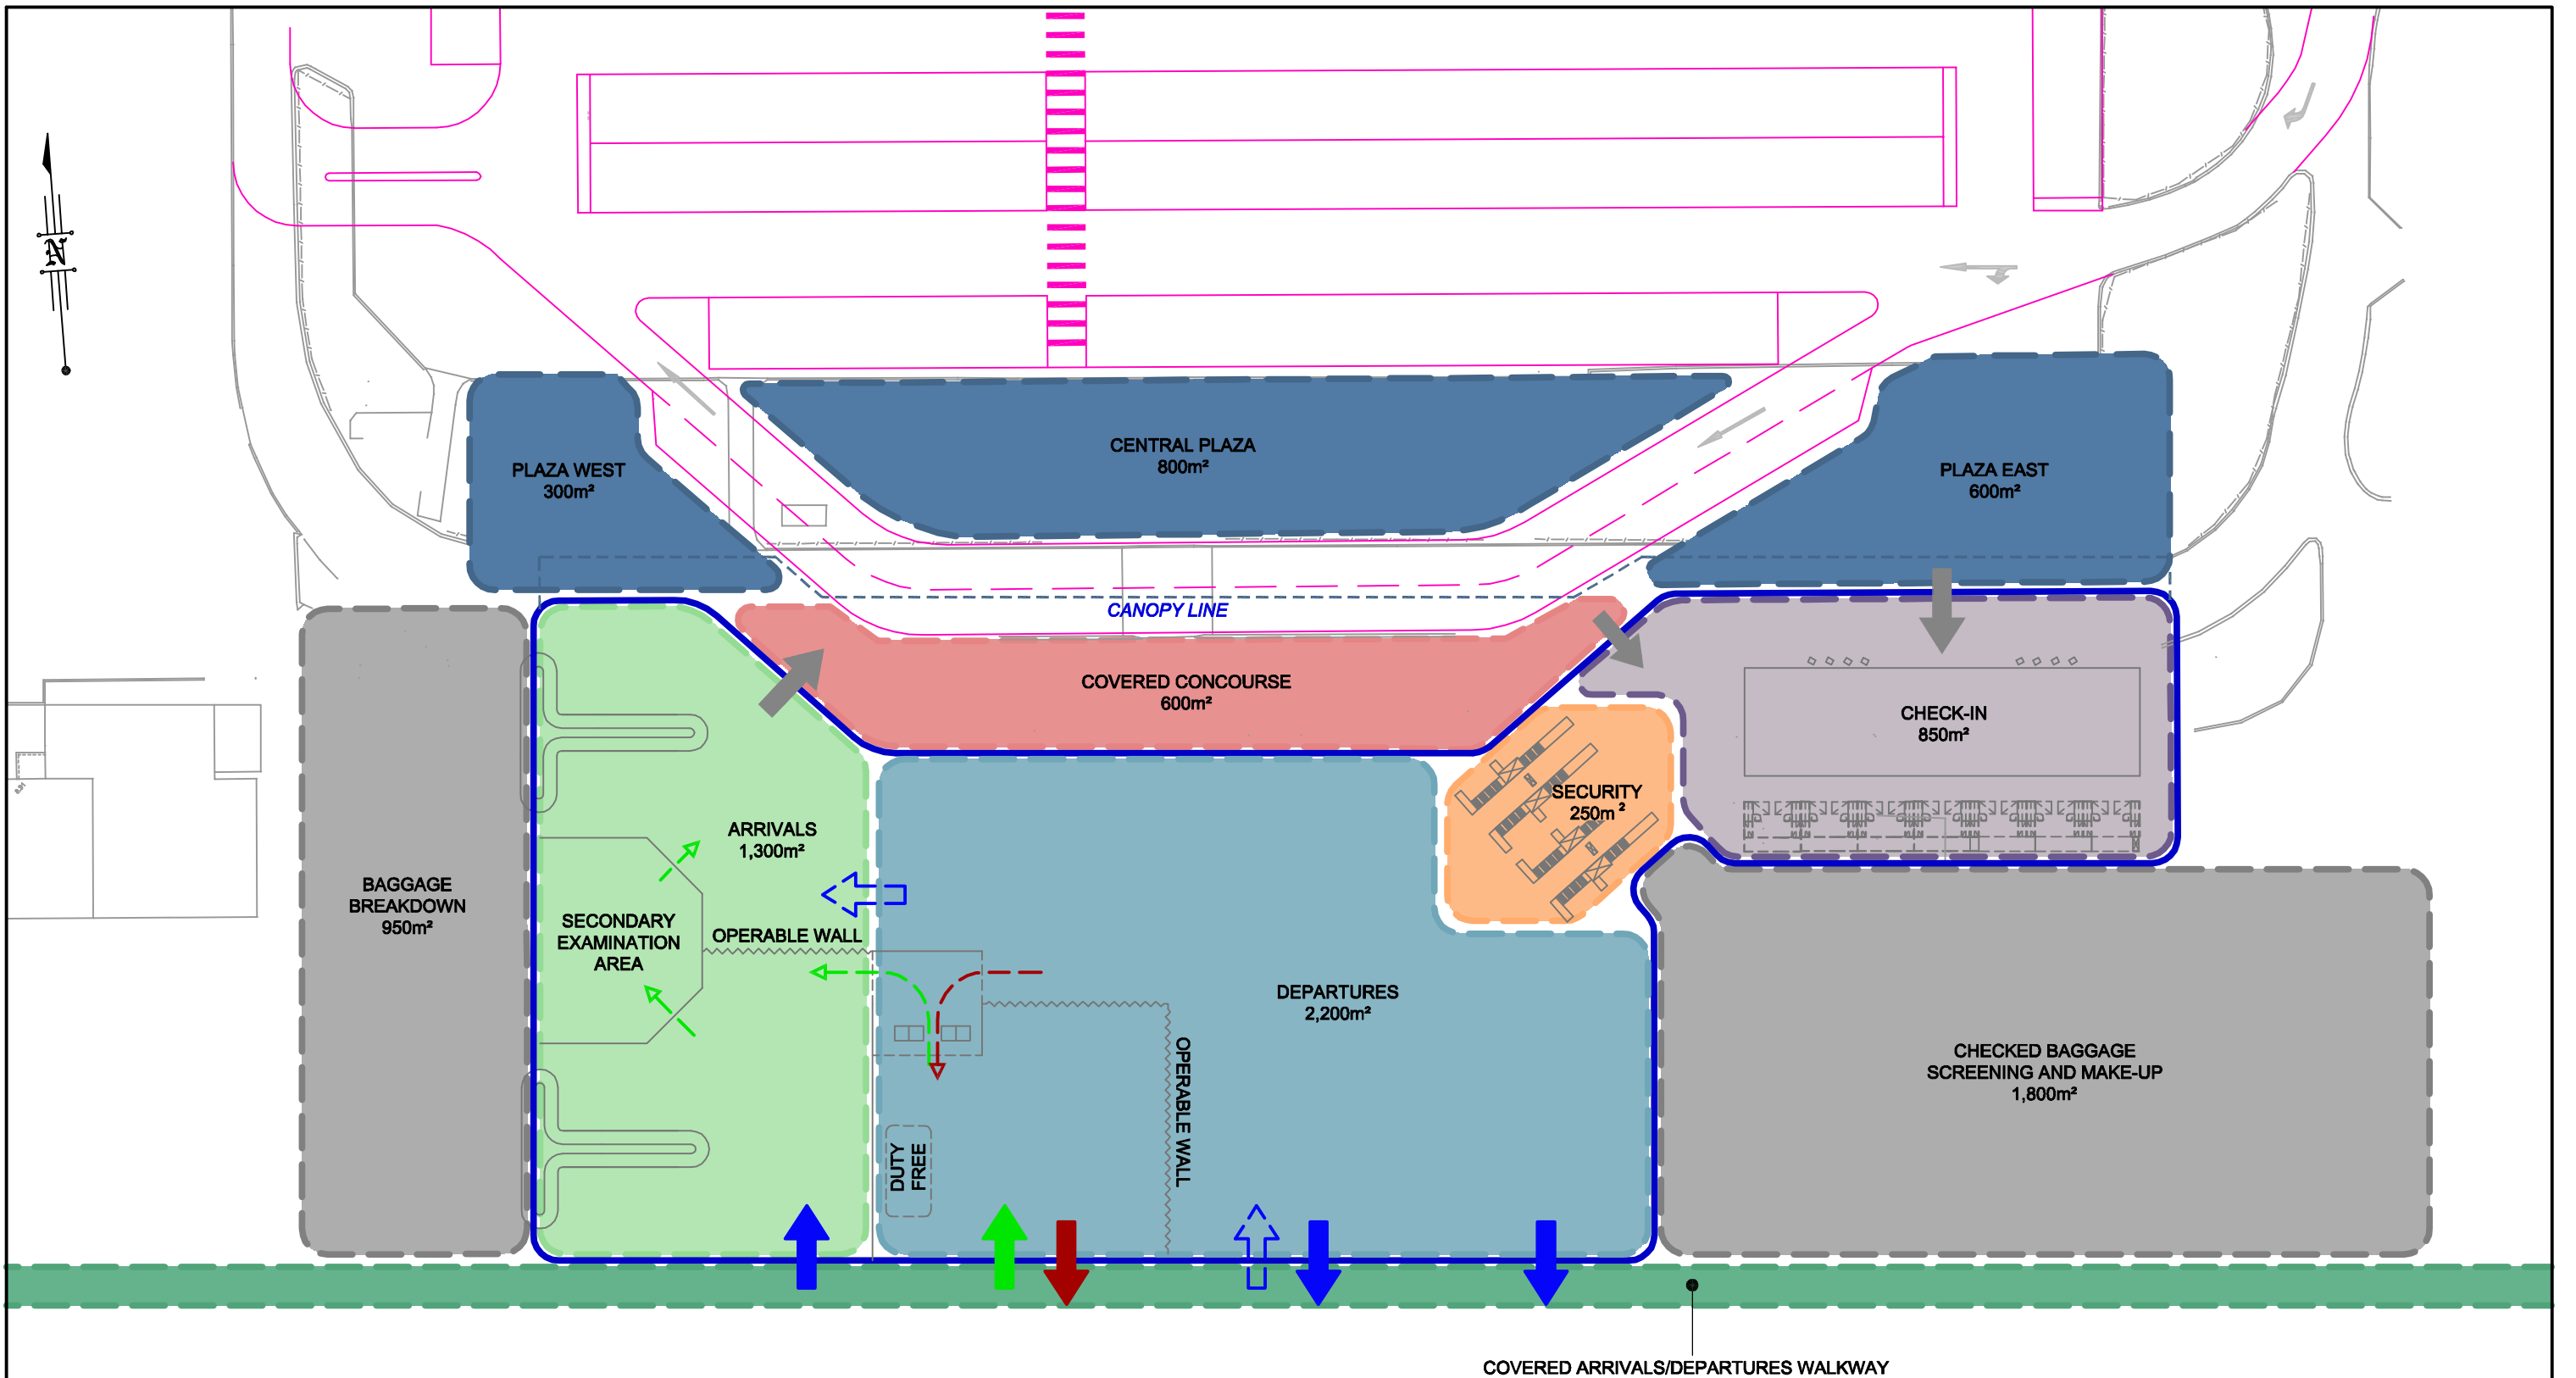 N
PLAZA WEST
300m²
CENTRAL PLAZA
800m²
PLAZA EAST
600m²
CANOPY LINE
COVERED CONCOURSE
600m²
CHECK-IN
850m²
SECURITY
250m²
ARRIVALS
1,300m²
BAGGAGE
BREAKDOWN
950m²
SECONDARY
EXAMINATION
AREA
OPERABLE WALL
DEPARTURES
2,200m²
OPERABLE WALL
DUTY
FREE
CHECKED BAGGAGE
SCREENING AND MAKE-UP
1,800m²
COVERED ARRIVALS/DEPARTURES WALKWAY